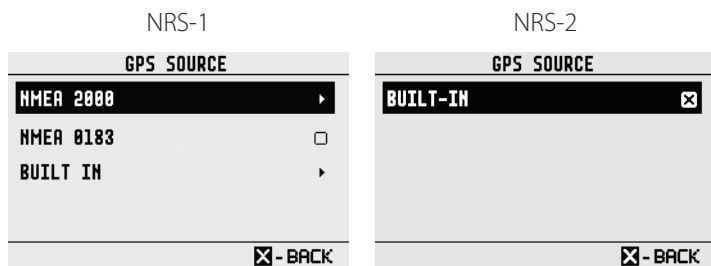 NRS-1
GPS SOURCE
NMEA 2000
NMEA 0183
BUILT IN
X - BACK
NRS-2
GPS SOURCE
BUILT-IN
X - BACK